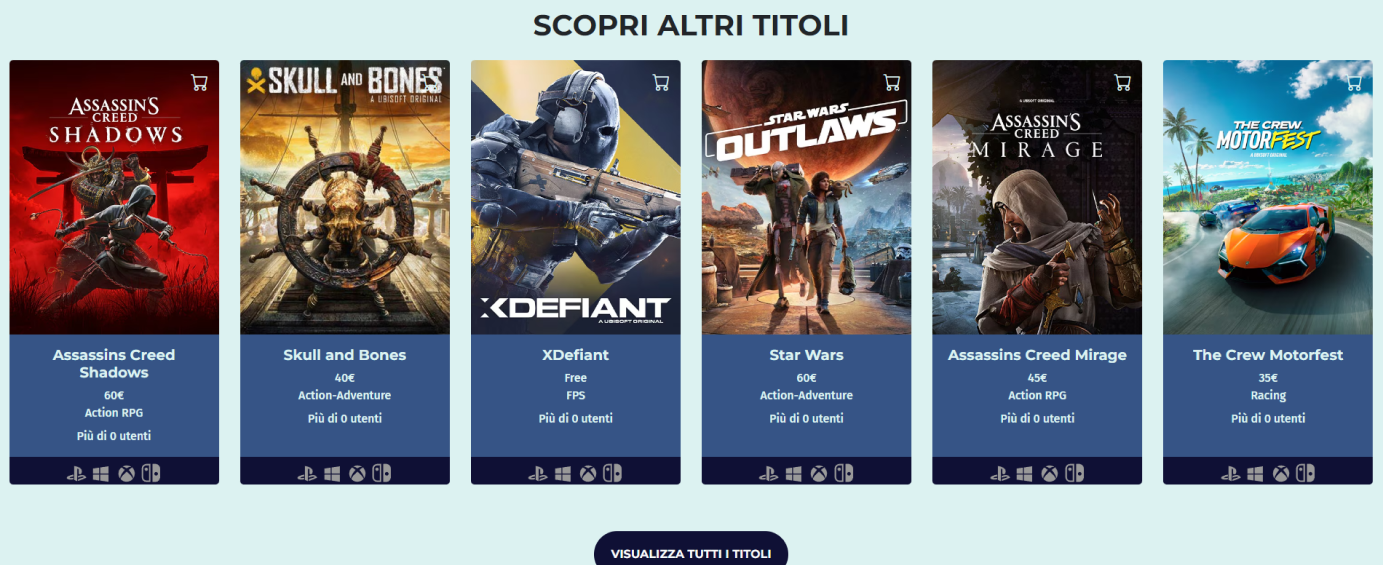 SCOPRI ALTRI TITOLI
ASSASSIN'S
CREED
SHADOWS
SKULL AND BONES
A UBISOFT ORIGINAL
XDEFIANT
A UBISOFT ORIGINAL
STAR WARS
OUTLAWS
A UBISOFT ORIGINAL
ASSASSIN'S
CREED
MIRAGE
THE CREW
MOTORFEST
A UBISOFT ORIGINAL
Assassins Creed
Shadows
60€
Action RPG
Più di 0 utenti
Skull and Bones
40€
Action-Adventure
Più di 0 utenti
XDefiant
Free
FPS
Più di 0 utenti
Star Wars
60€
Action-Adventure
Più di 0 utenti
Assassins Creed Mirage
45€
Action RPG
Più di 0 utenti
The Crew Motorfest
35€
Racing
Più di 0 utenti
VISUALIZZA TUTTI I TITOLI